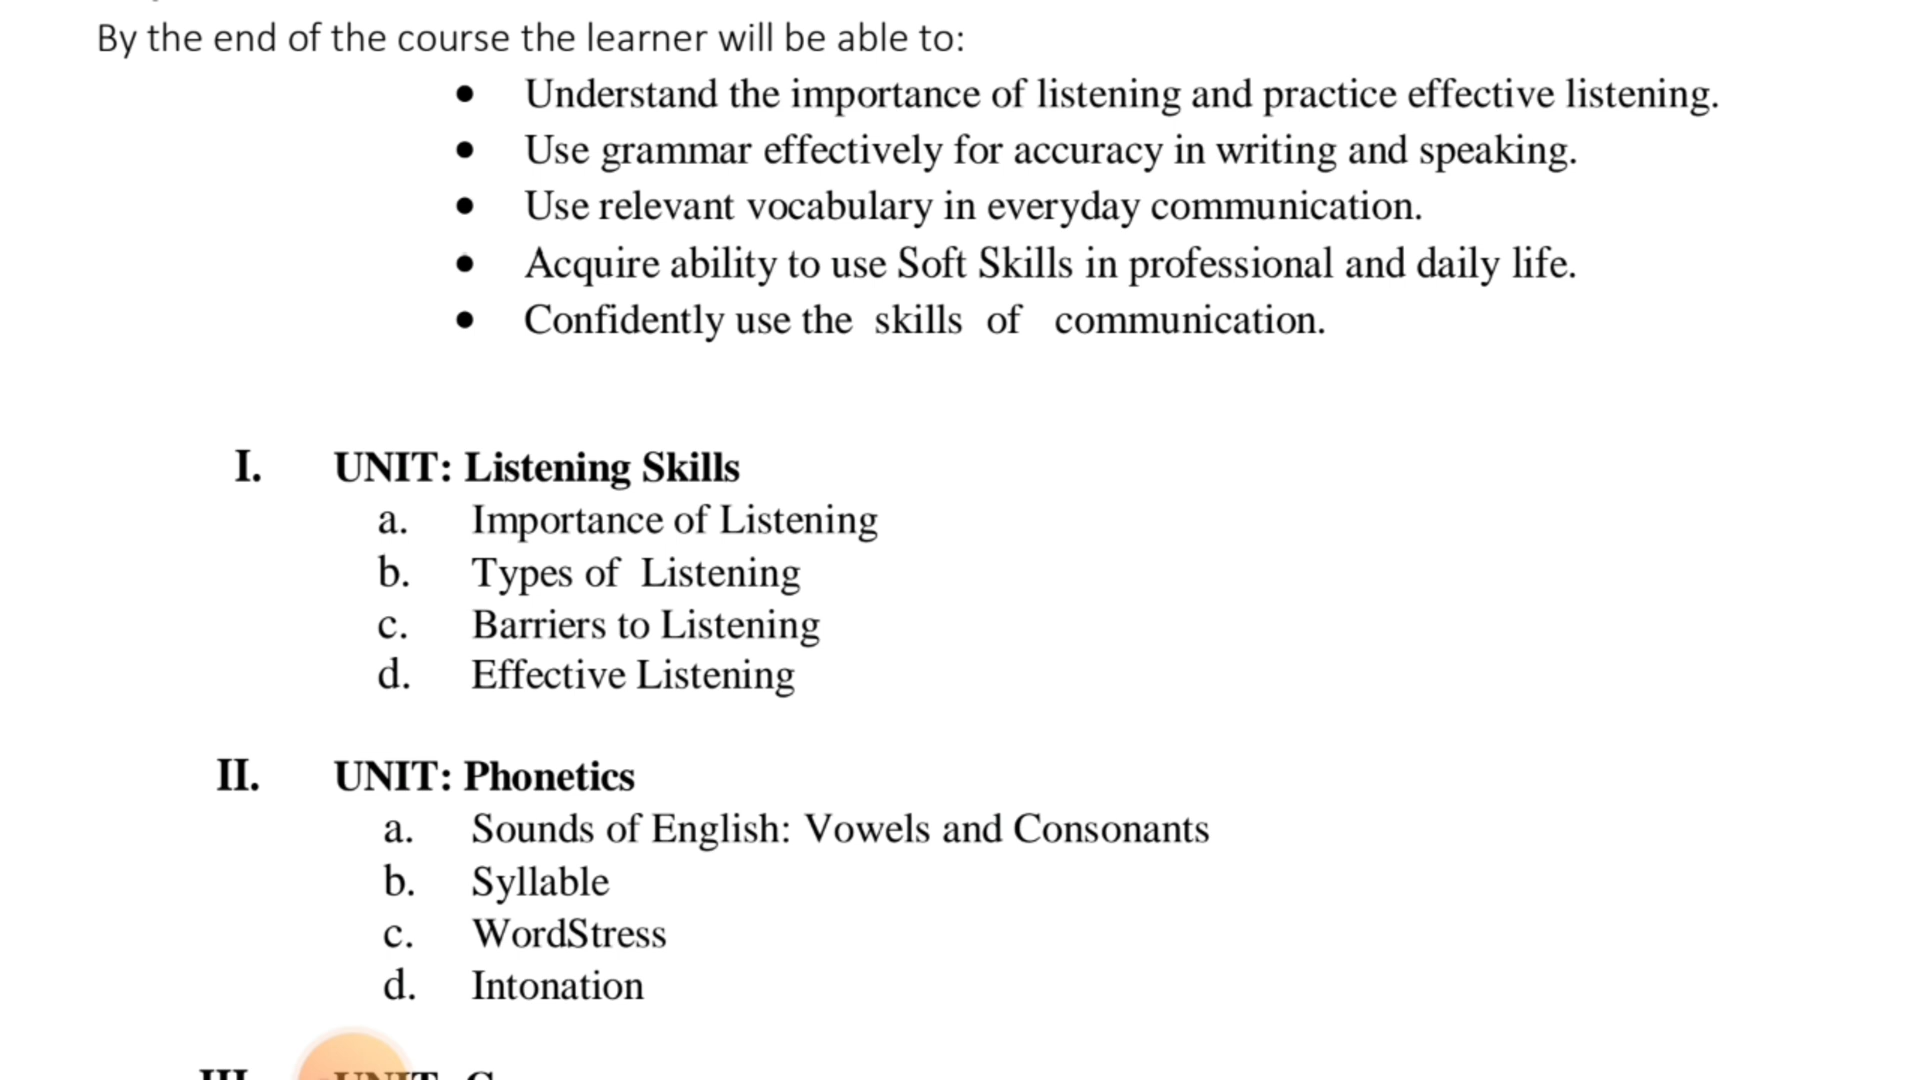 By the end of the course the learner will be able to:
• Understand the importance of listening and practice effective listening.
• Use grammar effectively for accuracy in writing and speaking.
• Use relevant vocabulary in everyday communication.
• Acquire ability to use Soft Skills in professional and daily life.
• Confidently use the skills of communication.
I. UNIT: Listening Skills
a. Importance of Listening
b. Types of Listening
c. Barriers to Listening
d. Effective Listening
II. UNIT: Phonetics
a. Sounds of English: Vowels and Consonants
b. Syllable
c. WordStress
d. Intonation
III. UNIT: